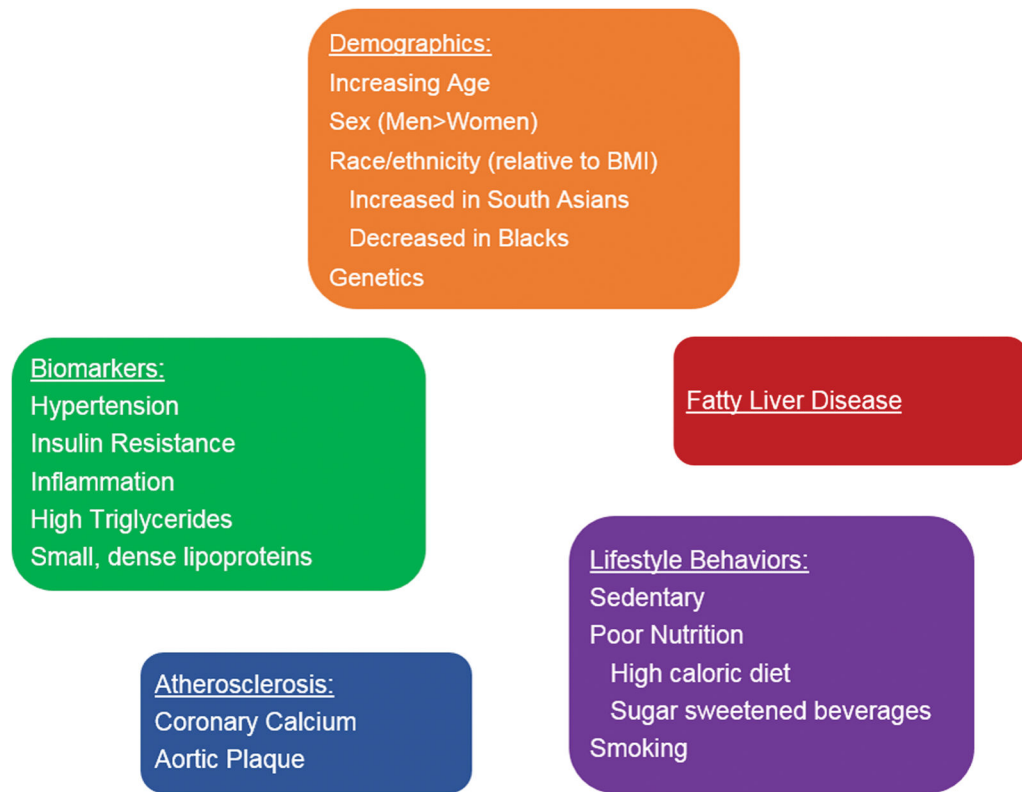 Demographics:
Increasing Age
Sex (Men>Women)
Race/ethnicity (relative to BMI)
Increased in South Asians
Decreased in Blacks
Genetics
Biomarkers:
Hypertension
Insulin Resistance
Inflammation
High Triglycerides
Small, dense lipoproteins
Fatty Liver Disease
Atherosclerosis:
Coronary Calcium
Aortic Plaque
Lifestyle Behaviors:
Sedentary
Poor Nutrition
High caloric diet
Sugar sweetened beverages
Smoking